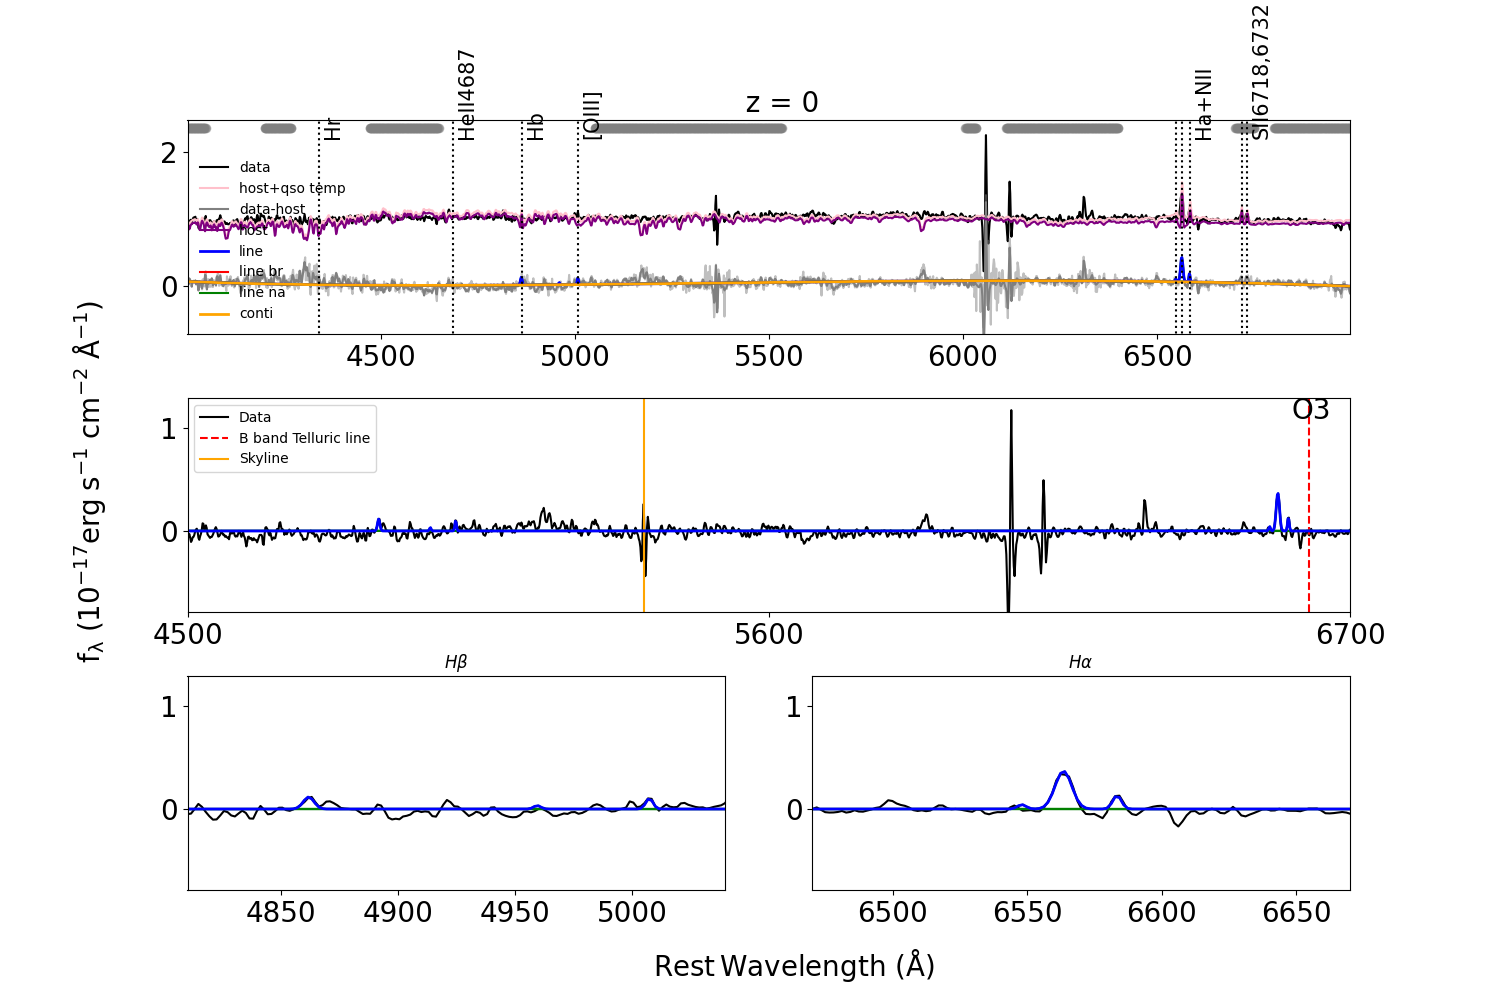 z = 0
Hr
HeII4687
Hb
[OIII]
Ha+NII
SII6718,6732
2
0
data
host+qso temp
data-host
host
line
line br
line na
conti
4500 5000 5500 6000 6500
1
0
Data
B band Telluric line
Skyline
O3
4500 5600 6700
f_λ (10⁻¹⁷erg s⁻¹ cm⁻² Å⁻¹)
Hβ
1
0
4850 4900 4950 5000
Hα
1
0
6500 6550 6600 6650
Rest Wavelength (Å)